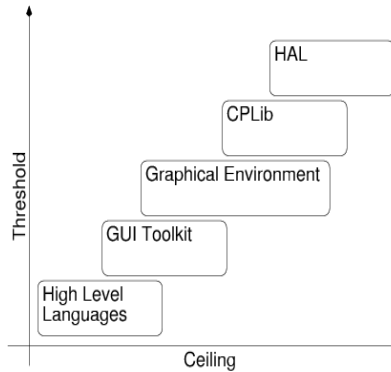 HAL
CPLib
Graphical Environment
GUI Toolkit
High Level
Languages
Threshold
Ceiling